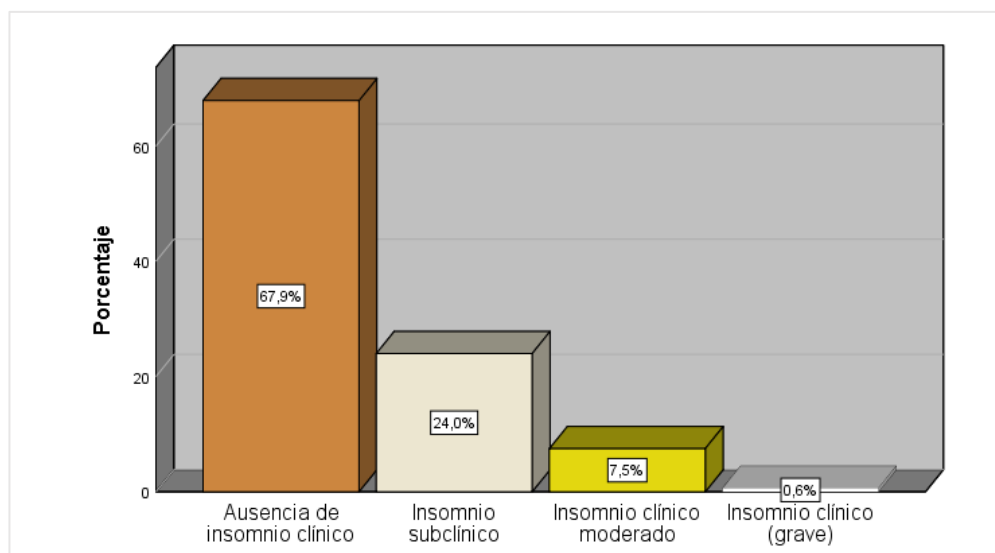 Porcentaje
60
40
20
0
67,9%
24,0%
7,5%
0,6%
Ausencia de
insomnio clínico
Insomnio
subclínico
Insomnio clínico
moderado
Insomnio clínico
(grave)